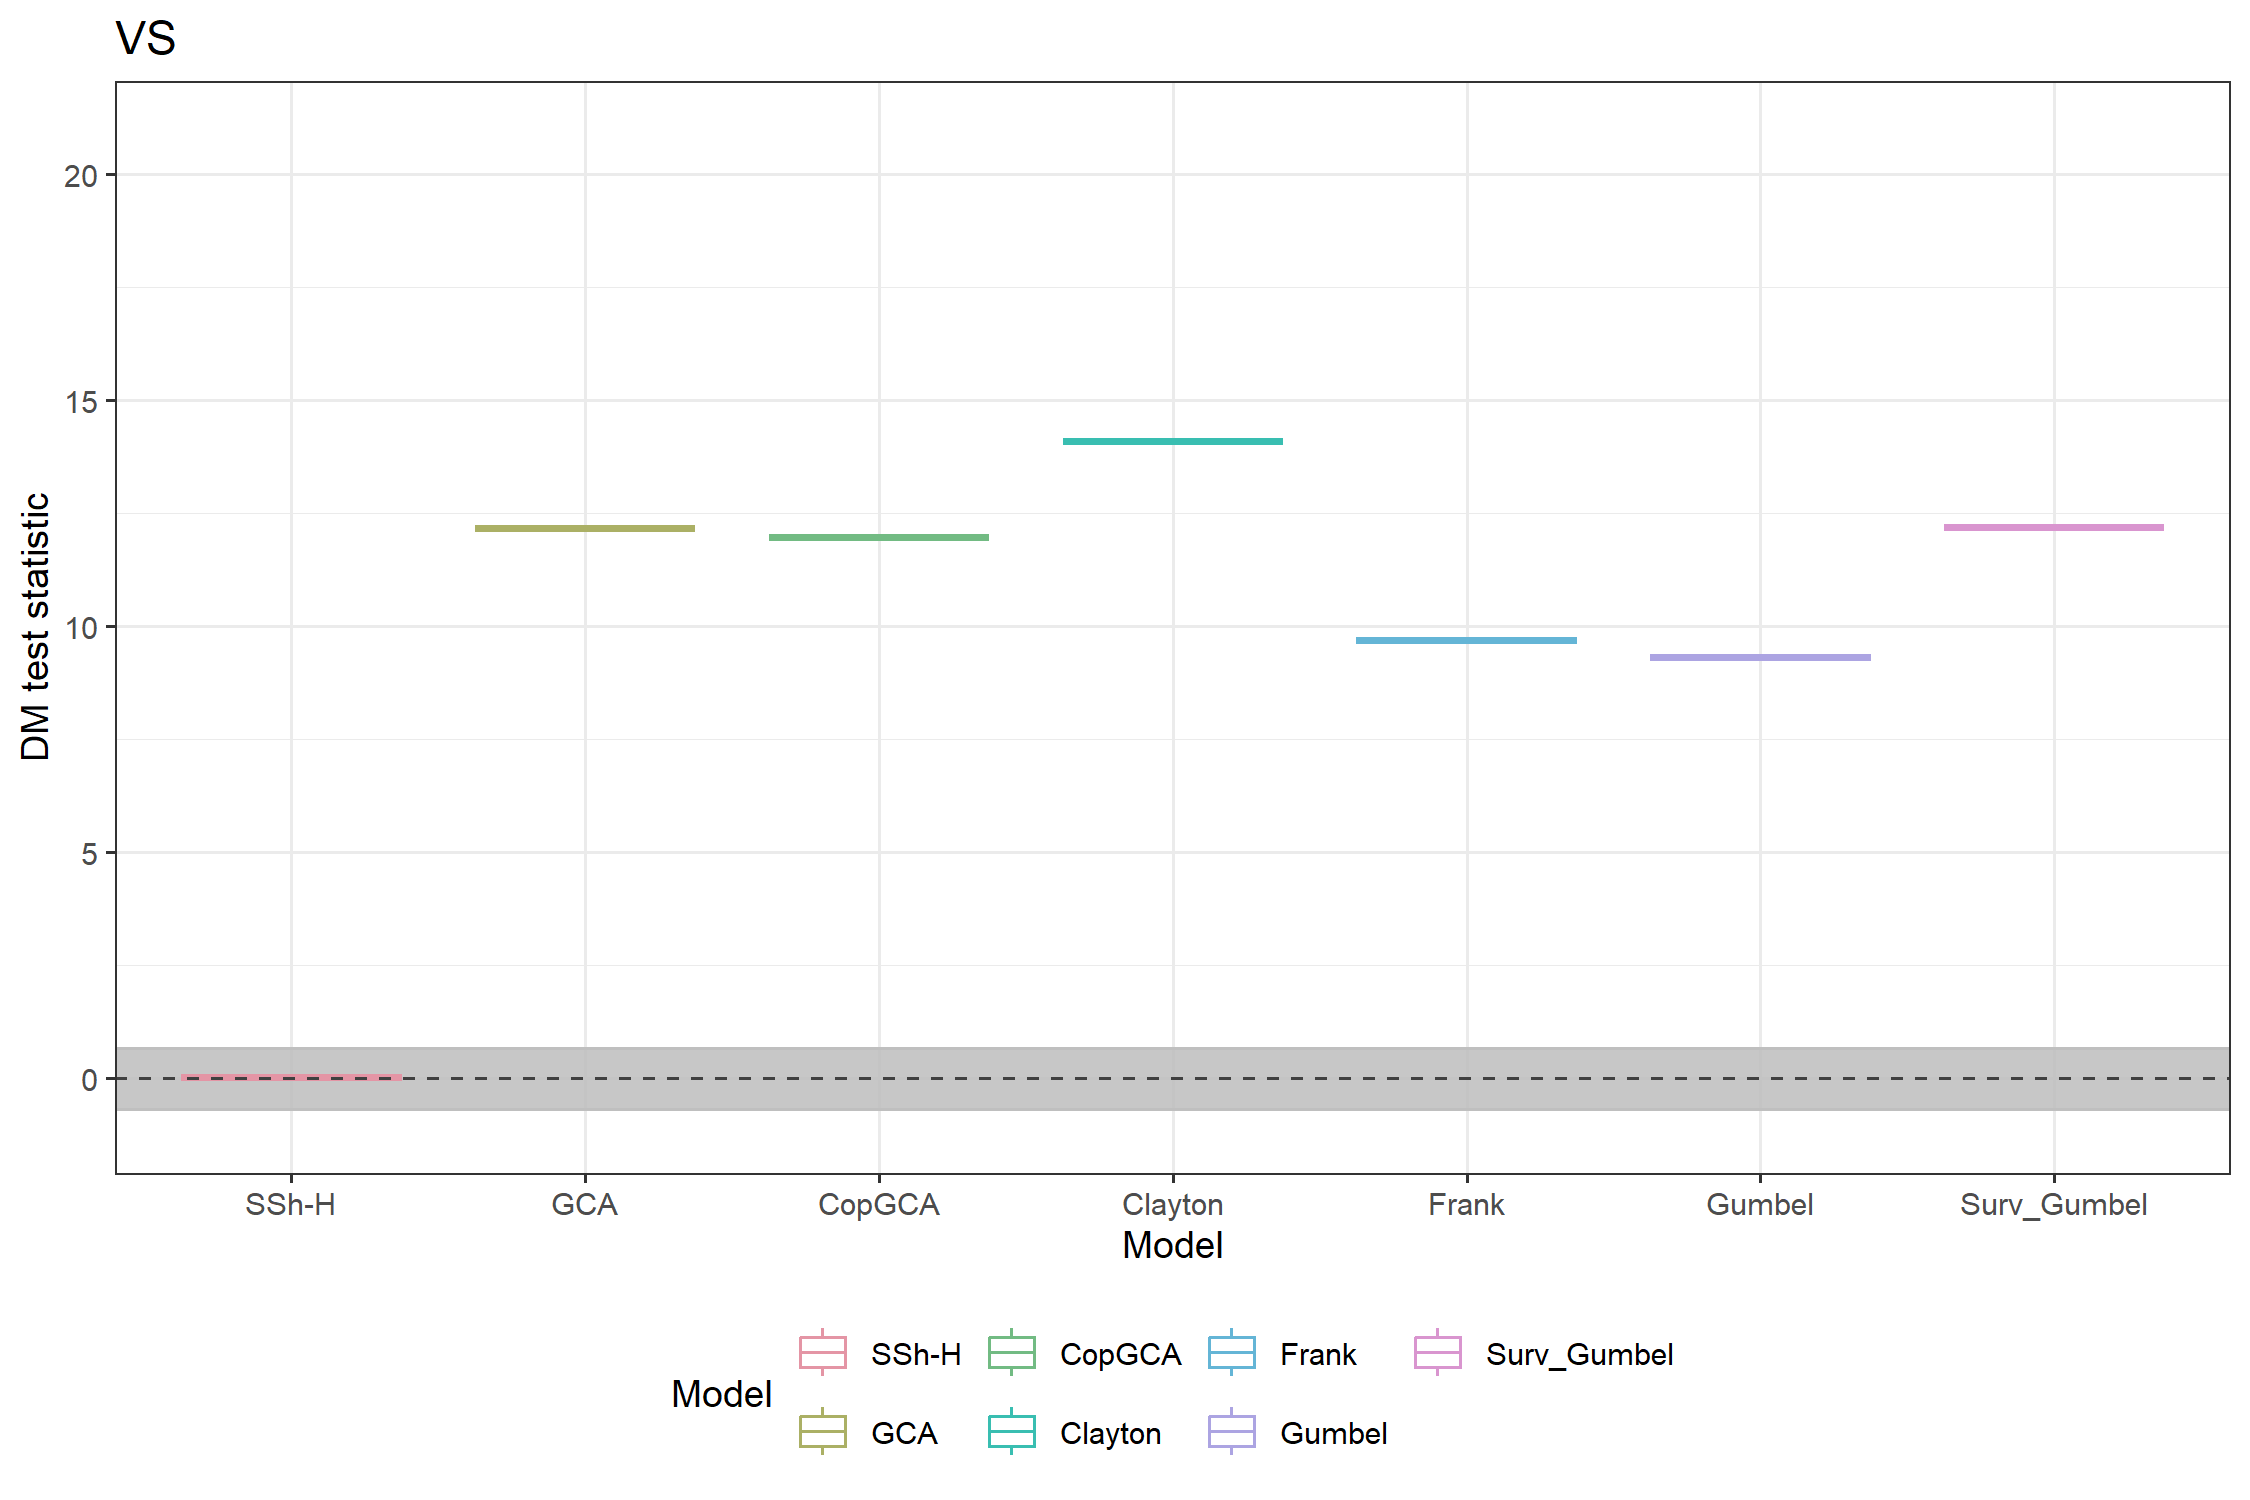 VS
20
15
10
5
0
DM test statistic
SSh-H GCA CopGCA Clayton Frank Gumbel Surv_Gumbel
Model
Model
SSh-H CopGCA Frank Surv_Gumbel
GCA Clayton Gumbel